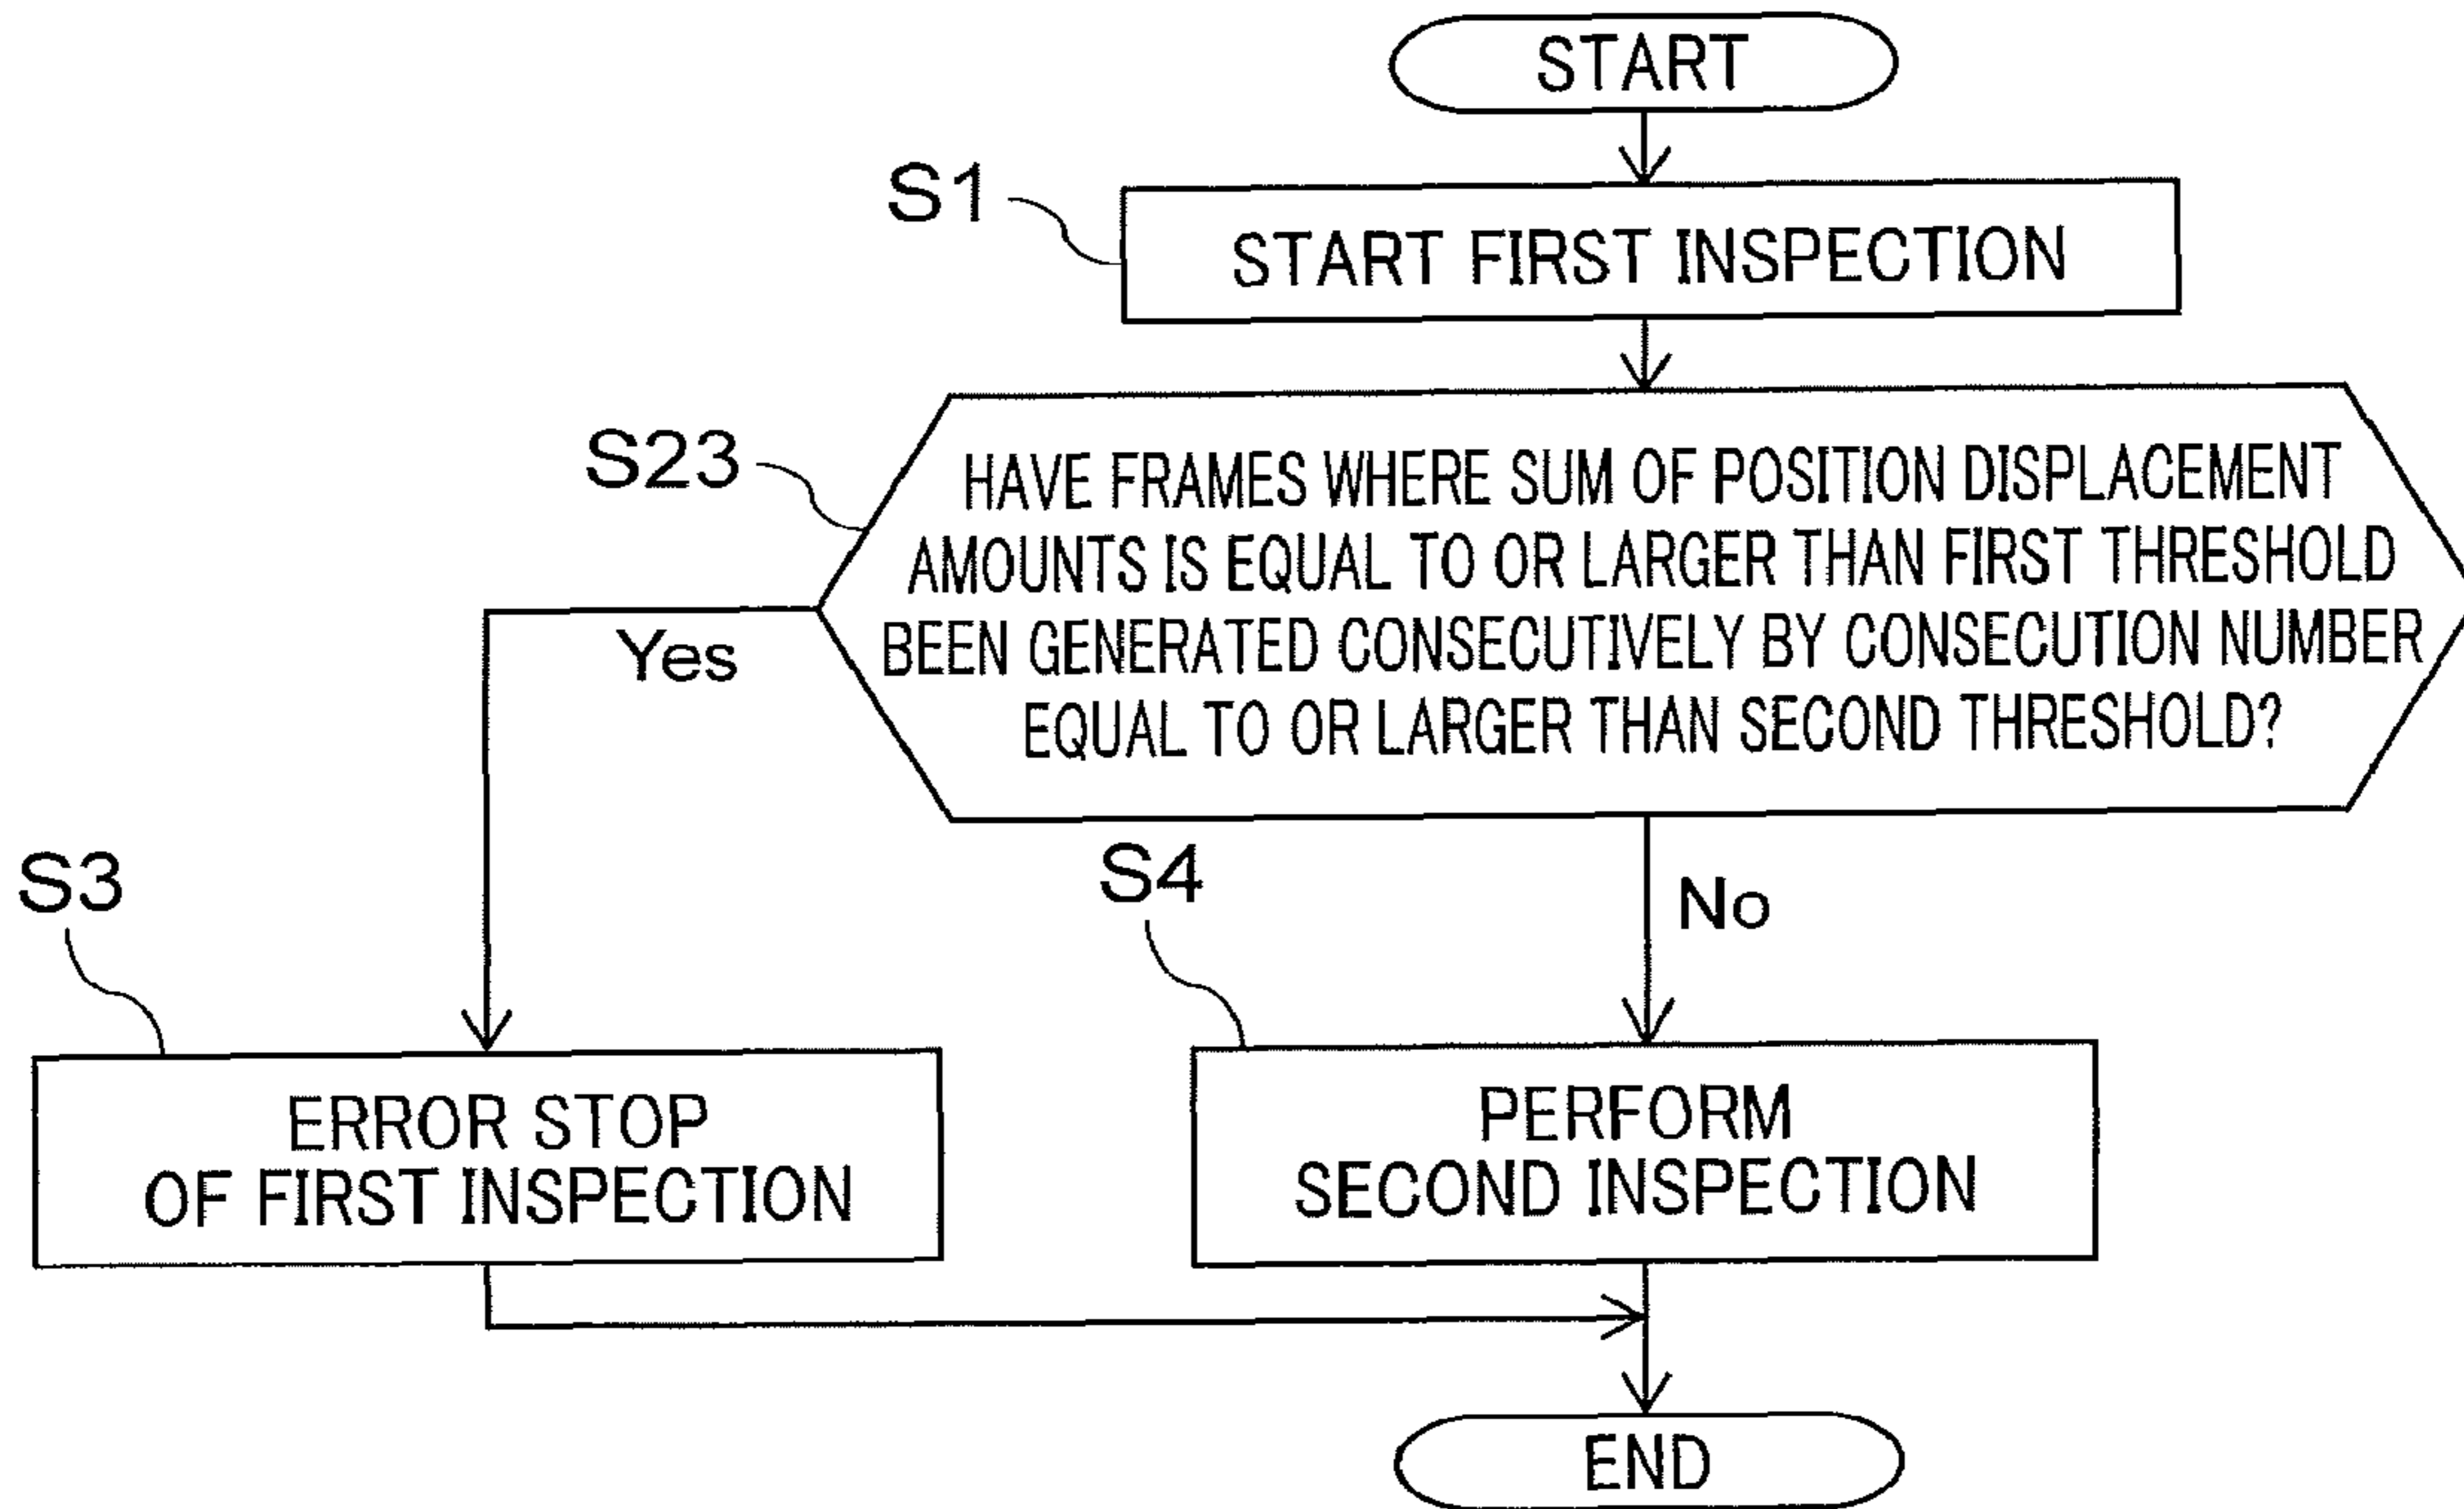 START
S1
START FIRST INSPECTION
S23
HAVE FRAMES WHERE SUM OF POSITION DISPLACEMENT
AMOUNTS IS EQUAL TO OR LARGER THAN FIRST THRESHOLD
BEEN GENERATED CONSECUTIVELY BY CONSECUTION NUMBER
EQUAL TO OR LARGER THAN SECOND THRESHOLD?
Yes
No
S3
ERROR STOP
OF FIRST INSPECTION
S4
PERFORM
SECOND INSPECTION
END